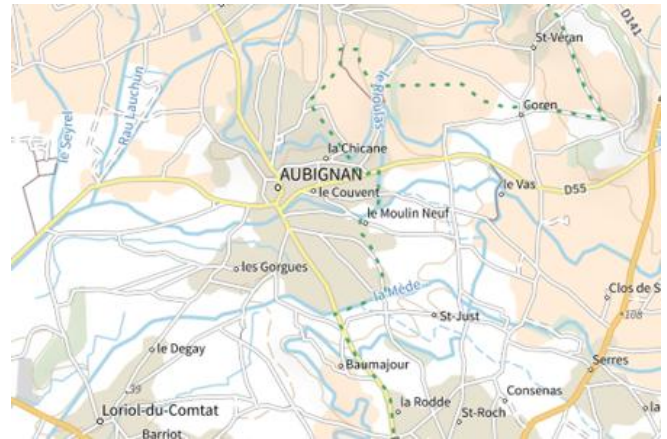 D141
St-Véran
le Rioulas
Rau Lauchun
le Seyrel
Goren
la Chicane
AUBIGNAN
le Couvent
le Vas
D55
le Moulin Neuf
les Gorgues
la Mède
Clos de S
108
St-Just
le Degay
Serres
Baumajour
39
Consenas
Loriol-du-Comtat
la Rodde
la
St-Roch
Barriot